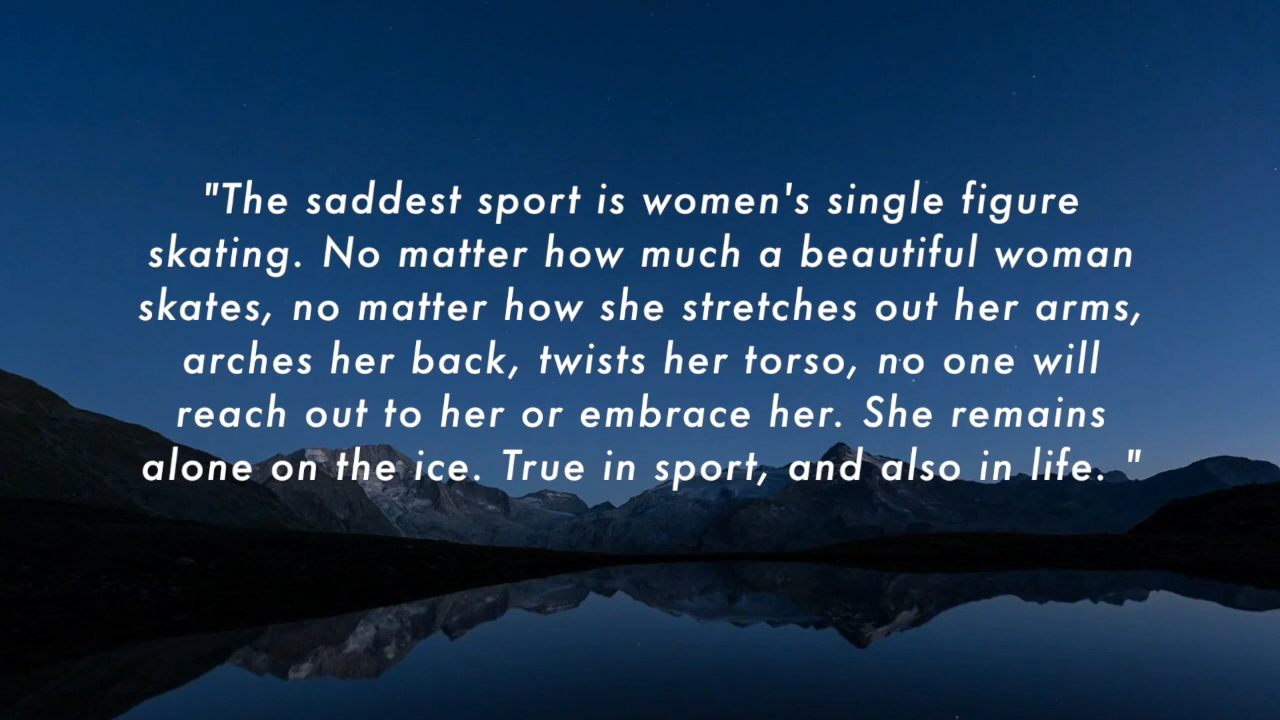 "The saddest sport is women's single figure
skating. No matter how much a beautiful woman
skates, no matter how she stretches out her arms,
arches her back, twists her torso, no one will
reach out to her or embrace her. She remains
alone on the ice. True in sport, and also in life. "